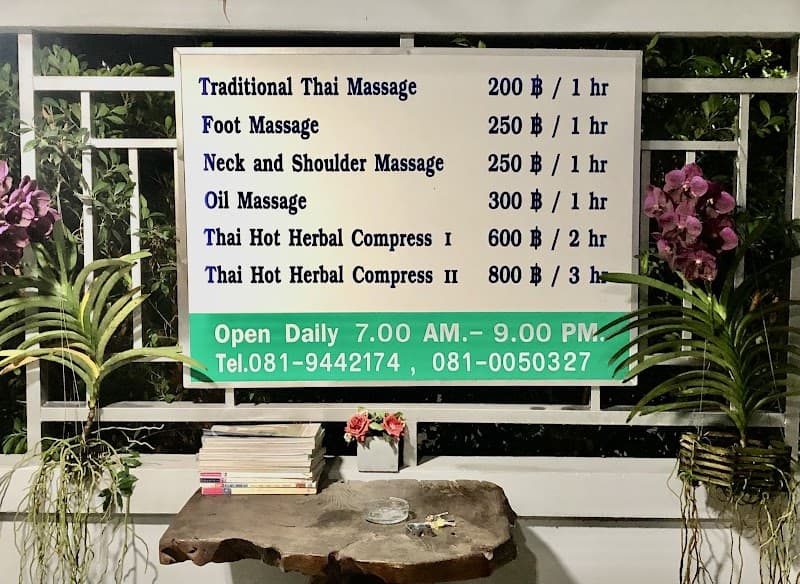 Traditional Thai Massage 200 ฿ / 1 hr
Foot Massage 250 ฿ / 1 hr
Neck and Shoulder Massage 250 ฿ / 1 hr
Oil Massage 300 ฿ / 1 hr
Thai Hot Herbal Compress I 600 ฿ / 2 hr
Thai Hot Herbal Compress II 800 ฿ / 3 hr
Open Daily 7.00 AM.- 9.00 PM.
Tel.081-9442174 , 081-0050327